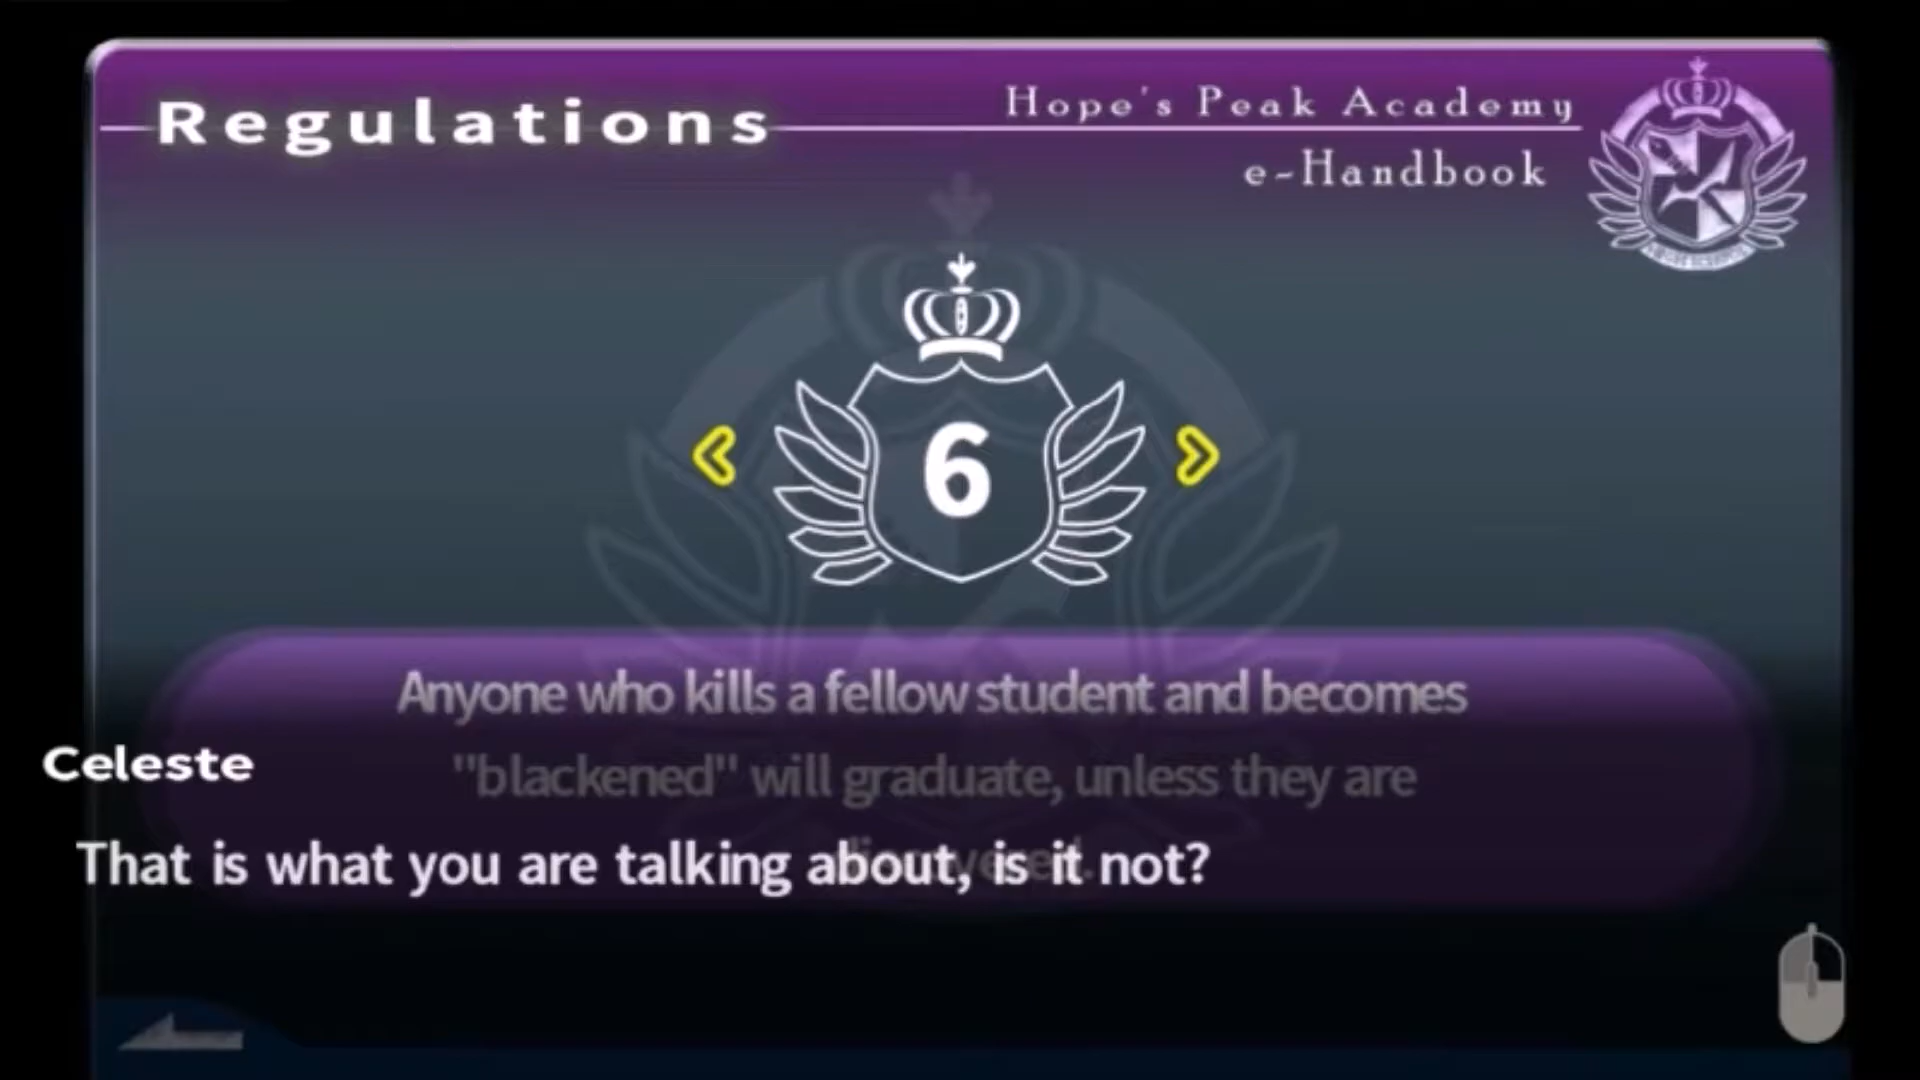 Regulations
Hope's Peak Academy
e-Handbook
6
Anyone who kills a fellow student and becomes
"blackened" will graduate, unless they are
discovered.
Celeste
That is what you are talking about, is it not?